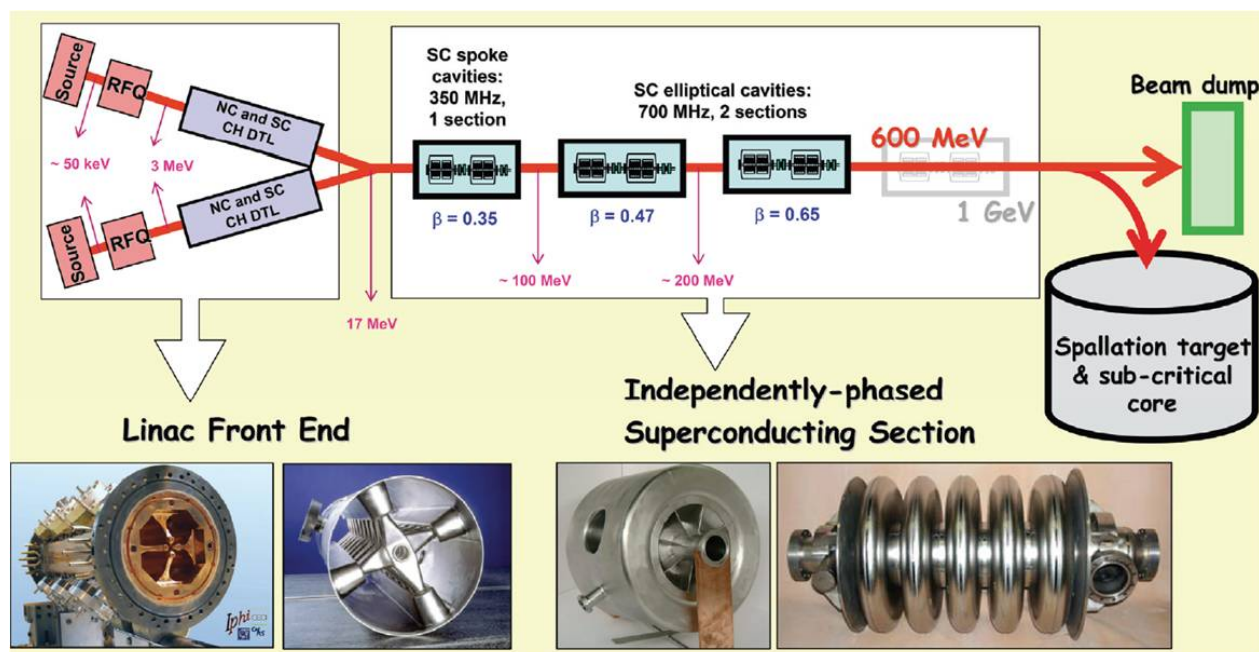 Source
RFQ
NC and SC
CH DTL
~ 50 keV
3 MeV
Source
RFQ
NC and SC
CH DTL
17 MeV
SC spoke
cavities:
350 MHz,
1 section
SC elliptical cavities:
700 MHz, 2 sections
β = 0.35
β = 0.47
β = 0.65
~ 100 MeV
~ 200 MeV
600 MeV
1 GeV
Beam dump
Spallation target
& sub-critical
core
Linac Front End
Independently-phased
Superconducting Section
Iphi